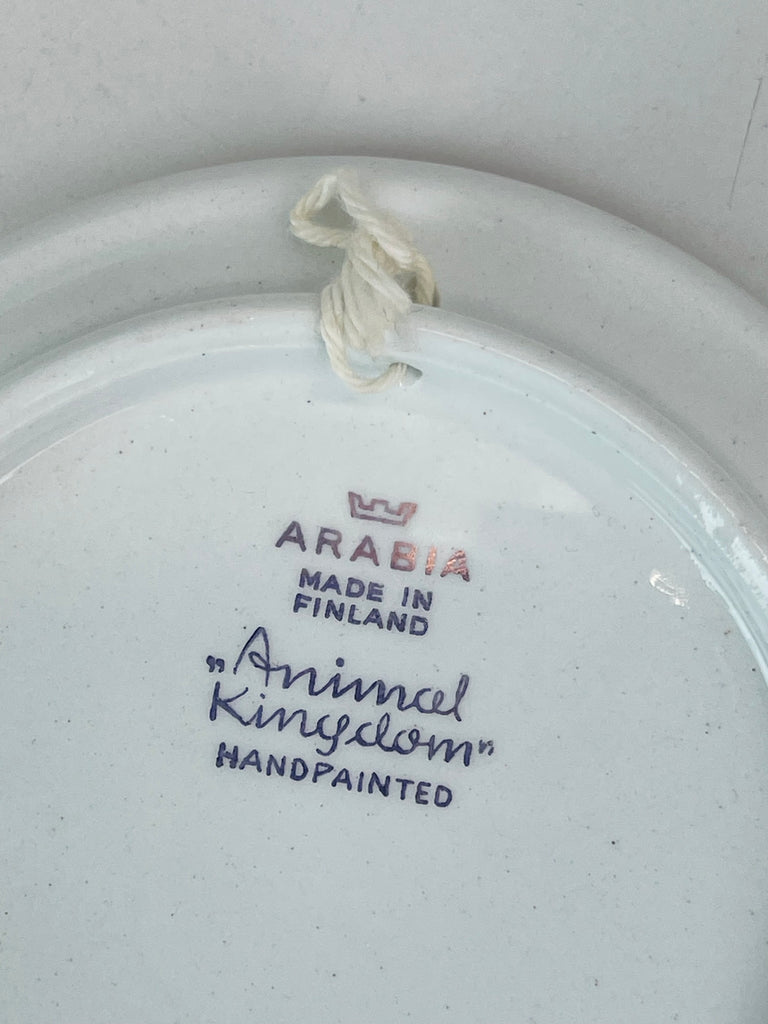 ARABIA
MADE IN
FINLAND
„Animal
Kingdom”
HANDPAINTED